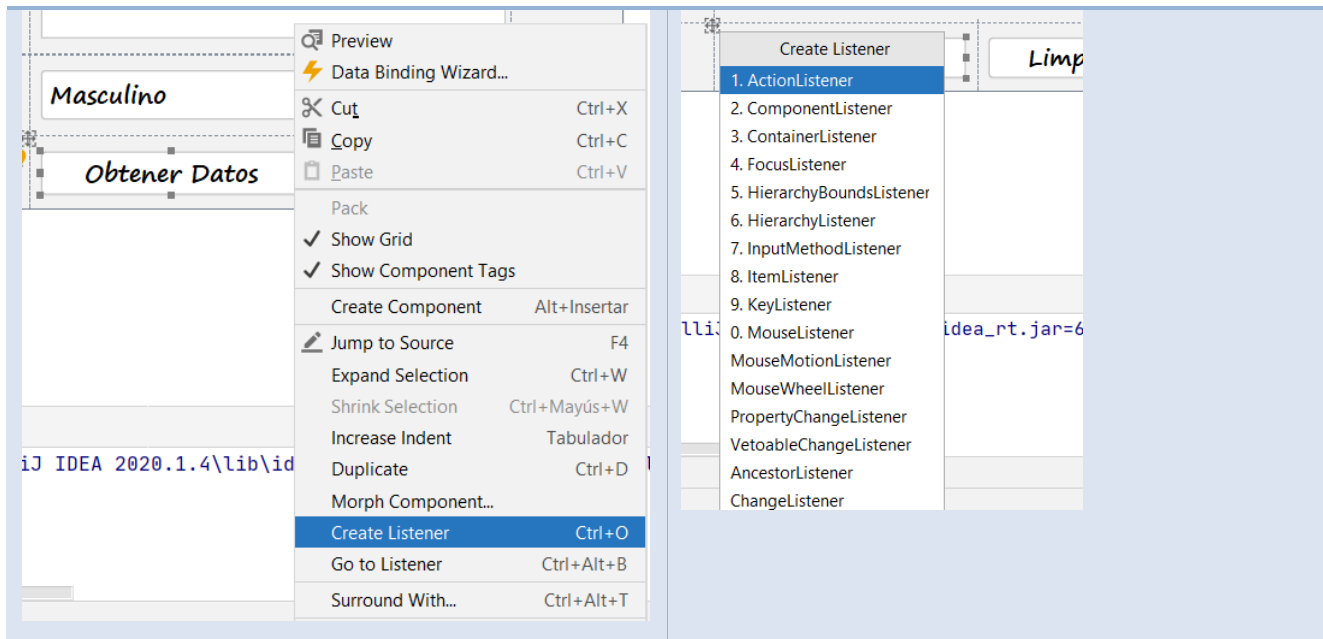 Masculino
Obtener Datos
iJ IDEA 2020.1.4\lib\id
Preview
Data Binding Wizard...
Cut Ctrl+X
Copy Ctrl+C
Paste Ctrl+V
Pack
Show Grid
Show Component Tags
Create Component Alt+Insertar
Jump to Source F4
Expand Selection Ctrl+W
Shrink Selection Ctrl+Mayús+W
Increase Indent Tabulador
Duplicate Ctrl+D
Morph Component...
Create Listener Ctrl+O
Go to Listener Ctrl+Alt+B
Surround With... Ctrl+Alt+T
Create Listener
Limp
1. ActionListener
2. ComponentListener
3. ContainerListener
4. FocusListener
5. HierarchyBoundsListener
6. HierarchyListener
7. InputMethodListener
8. ItemListener
9. KeyListener
lliJ
0. MouseListener
idea_rt.jar=6
MouseMotionListener
MouseWheelListener
PropertyChangeListener
VetoableChangeListener
AncestorListener
ChangeListener